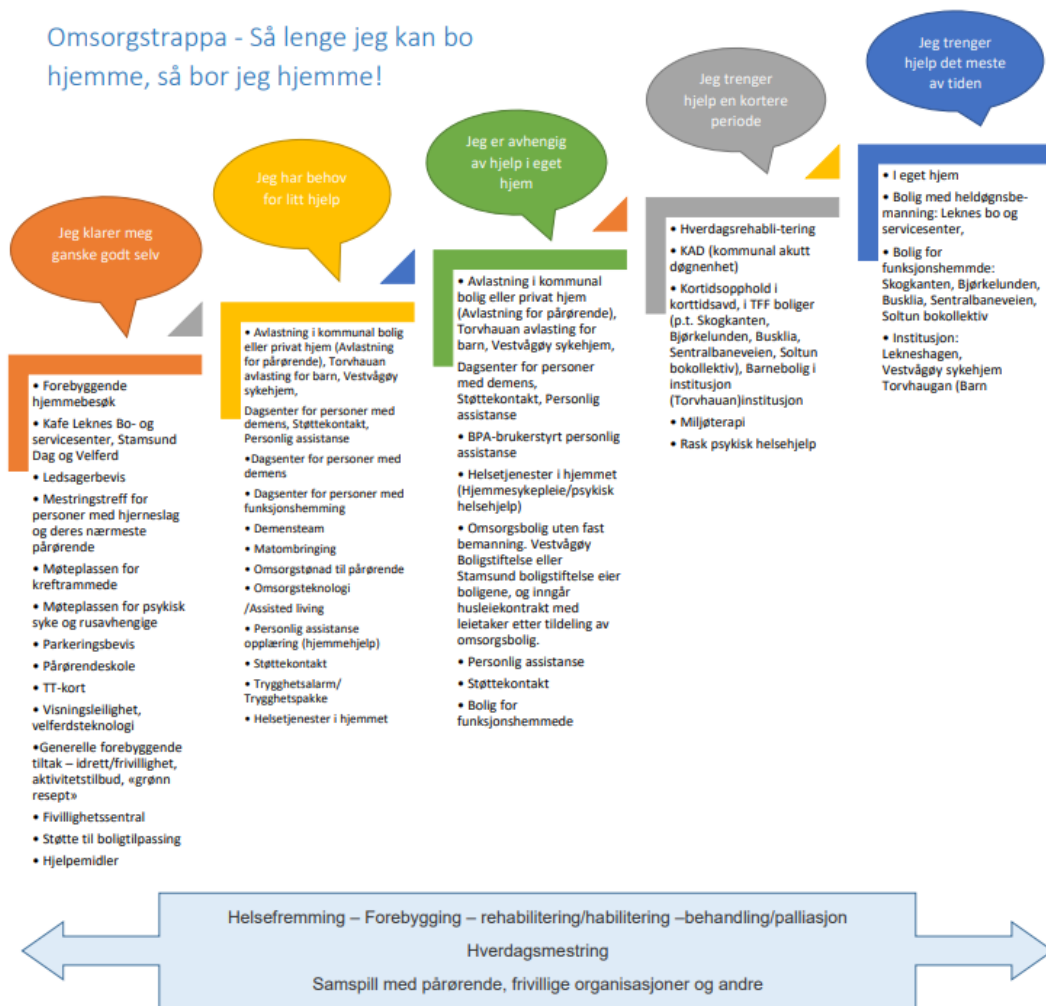 Omsorgstrappa - Så lenge jeg kan bo
hjemme, så bor jeg hjemme!
Jeg klarer meg
ganske godt selv
• Forebyggende
hjemmebesøk
• Kafe Leknes Bo- og
servicesenter, Stamsund
Dag og Velferd
• Ledsagerbevis
• Mestringstreff for
personer med hjerneslag
og deres nærmeste
pårørende
• Møteplassen for
kreftrammede
• Møteplassen for psykisk
syke og rusavhengige
• Parkeringsbevis
• Pårørendeskole
• TT-kort
• Visningsleilighet,
velferdsteknologi
•Generelle forebyggende
tiltak – idrett/frivillighet,
aktivitetstilbud, «grønn
resept»
• Fivillighetssentral
• Støtte til boligtilpassing
• Hjelpemidler
Jeg har behov
for litt hjelp
• Avlastning i kommunal bolig
eller privat hjem (Avlastning
for pårørende), Torvhauan
avlasting for barn, Vestvågøy
sykehjem,
Dagsenter for personer med
demens, Støttekontakt,
Personlig assistanse
•Dagsenter for personer med
demens
• Dagsenter for personer med
funksjonshemming
• Demensteam
• Matombringing
• Omsorgstønad til pårørende
• Omsorgsteknologi
/Assisted living
• Personlig assistanse
opplæring (hjemmehjelp)
• Støttekontakt
• Trygghetsalarm/
Trygghetspakke
• Helsetjenester i hjemmet
Jeg er avhengig
av hjelp i eget
hjem
• Avlastning i kommunal
bolig eller privat hjem
(Avlastning for pårørende),
Torvhauan avlasting for
barn, Vestvågøy sykehjem,
Dagsenter for personer
med demens,
Støttekontakt, Personlig
assistanse
• BPA-brukerstyrt personlig
assistanse
• Helsetjenester i hjemmet
(Hjemmesykepleie/psykisk
helsehjelp)
• Omsorgsbolig uten fast
bemanning. Vestvågøy
Boligstiftelse eller
Stamsund boligstiftelse eier
boligene, og inngår
husleiekontrakt med
leietaker etter tildeling av
omsorgsbolig.
• Personlig assistanse
• Støttekontakt
• Bolig for
funksjonshemmede
Jeg trenger
hjelp en kortere
periode
• Hverdagsrehabili-tering
• KAD (kommunal akutt
døgnenhet)
• Kortidsopphold i
korttidsavd, i TFF boliger
(p.t. Skogkanten,
Bjørkelunden, Busklia,
Sentralbaneveien, Soltun
bokollektiv), Barnebolig i
institusjon
(Torvhauan)institusjon
• Miljøterapi
• Rask psykisk helsehjelp
Jeg trenger
hjelp det meste
av tiden
• I eget hjem
• Bolig med heldøgnsbe-
manning: Leknes bo og
servicesenter,
• Bolig for
funksjonshemmde:
Skogkanten, Bjørkelunden,
Busklia, Sentralbaneveien,
Soltun bokollektiv
• Institusjon:
Lekneshagen,
Vestvågøy sykehjem
Torvhaugan (Barn
Helsefremming – Forebygging – rehabilitering/habilitering –behandling/palliasjon
Hverdagsmestring
Samspill med pårørende, frivillige organisasjoner og andre